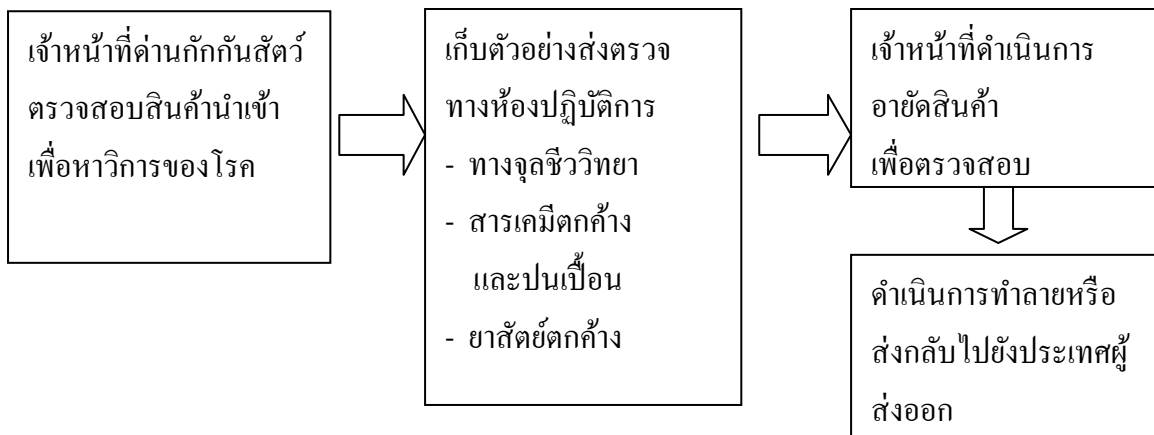 เจ้าหน้าที่ด่านกักกันสัตว์
ตรวจสอบสินค้านำเข้า
เพื่อหาวิการของโรค
เก็บตัวอย่างส่งตรวจ
ทางห้องปฏิบัติการ
- ทางจุลชีววิทยา
- สารเคมีตกค้าง
และปนเปื้อน
- ยาสัตย์ตกค้าง
เจ้าหน้าที่ดำเนินการ
อายัดสินค้า
เพื่อตรวจสอบ
ดำเนินการทำลายหรือ
ส่งกลับไปยังประเทศผู้
ส่งออก